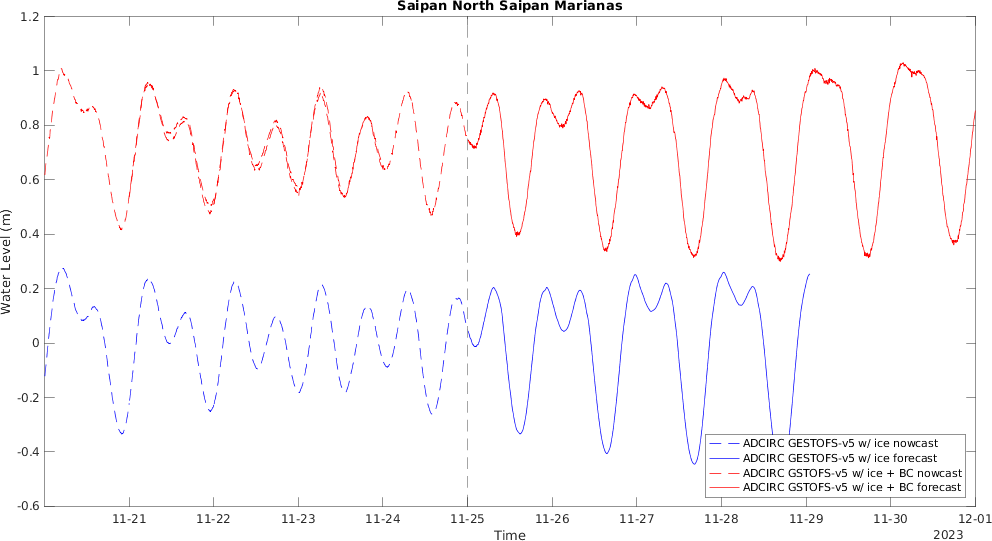 Saipan North Saipan Marianas
1.2
1
0.8
0.6
0.4
0.2
0
-0.2
-0.4
-0.6
Water Level (m)
ADCIRC GESTOFS-v5 w/ ice nowcast
ADCIRC GESTOFS-v5 w/ ice forecast
ADCIRC GSTOFS-v5 w/ ice + BC nowcast
ADCIRC GSTOFS-v5 w/ ice + BC forecast
11-21 11-22 11-23 11-24 11-25 11-26 11-27 11-28 11-29 11-30 12-01
Time
2023